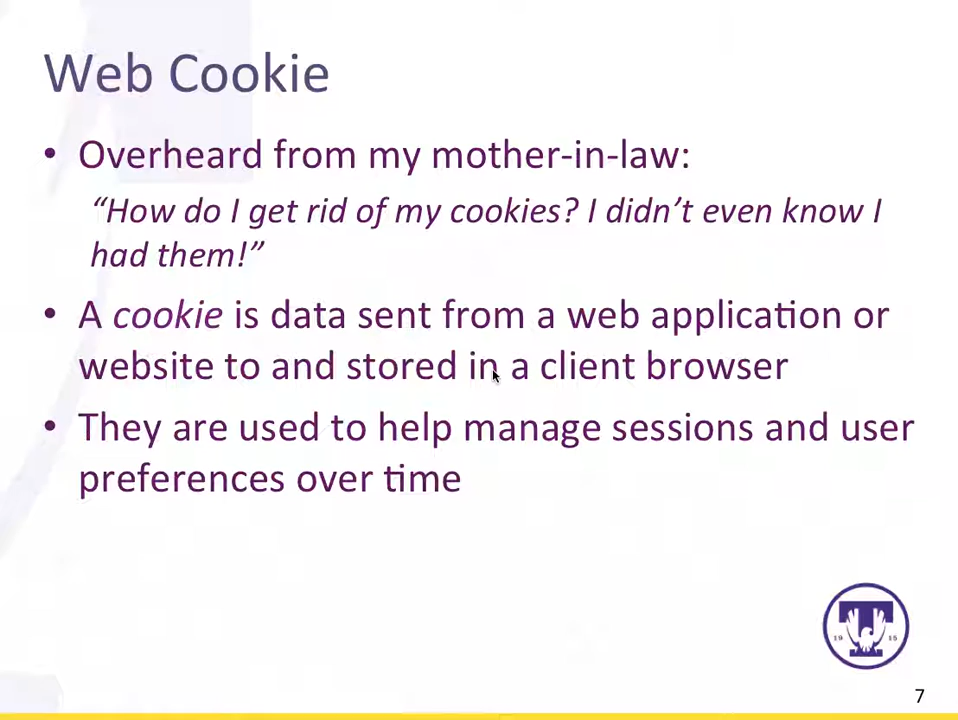 Web Cookie
• Overheard from my mother-in-law:
“How do I get rid of my cookies? I didn’t even know I
had them!”
• A cookie is data sent from a web application or
website to and stored in a client browser
• They are used to help manage sessions and user
preferences over time
T
19 15
7